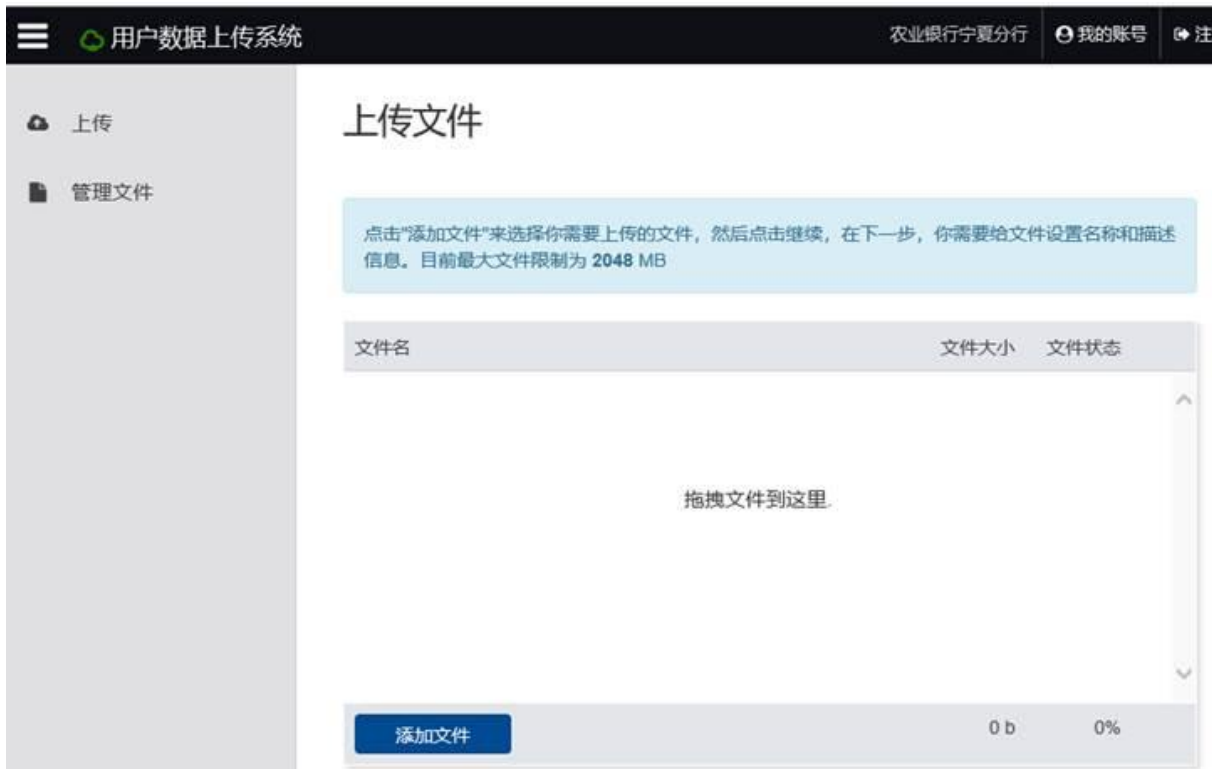 用户数据上传系统
农业银行宁夏分行 我的账号 注
上传
管理文件
上传文件
点击"添加文件"来选择你需要上传的文件，然后点击继续，在下一步，你需要给文件设置名称和描述
信息。目前最大文件限制为 2048 MB
文件名 文件大小 文件状态
拖拽文件到这里.
添加文件 0 b 0%